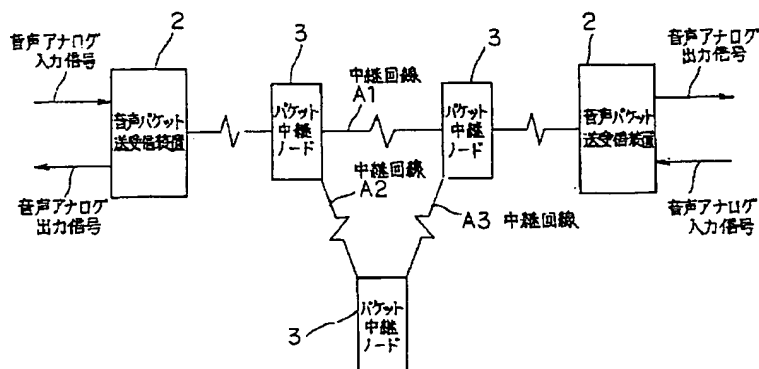 音声アナログ
入力信号
2
音声パケット
送受信装置
音声アナログ
出力信号
3
パケット
中継
ノード
中継回線
A1
中継回線
A2
3
パケット
中継
ノード
A3 中継回線
3
パケット
中継
ノード
2
音声パケット
送受信装置
音声アナログ
出力信号
音声アナログ
入力信号